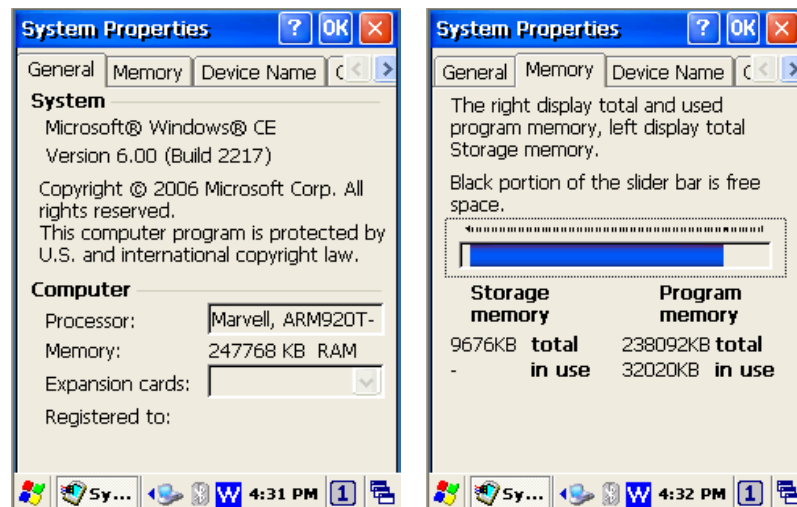 System Properties ? OK ×
General Memory Device Name
System
Microsoft® Windows® CE
Version 6.00 (Build 2217)
Copyright © 2006 Microsoft Corp. All
rights reserved.
This computer program is protected by
U.S. and international copyright law.
Computer
Processor: Marvell, ARM920T-
Memory: 247768 KB RAM
Expansion cards:
Registered to:
Sy... W 4:31 PM 1
System Properties ? OK ×
General Memory Device Name
The right display total and used
program memory, left display total
Storage memory.
Black portion of the slider bar is free
space.
Storage memory Program memory
9676KB total 238092KB total
- in use 32020KB in use
Sy... W 4:32 PM 1